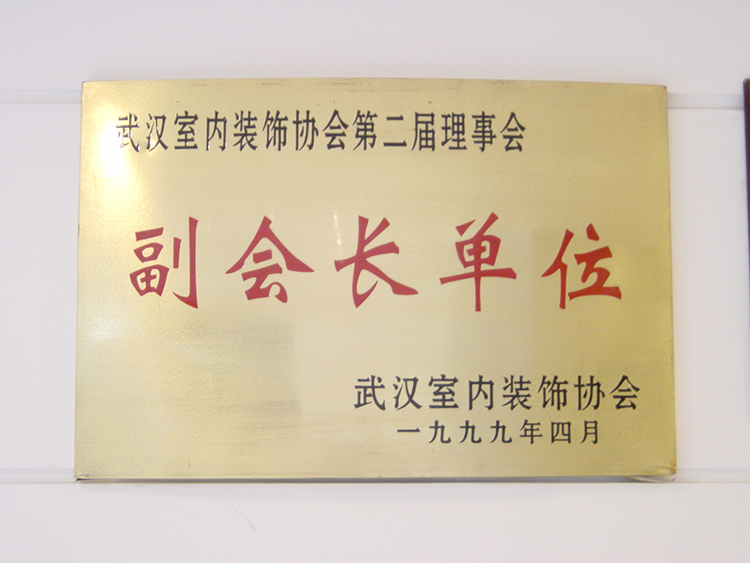 武汉室内装饰协会第二届理事会
副会长单位
武汉室内装饰协会
一九九九年四月